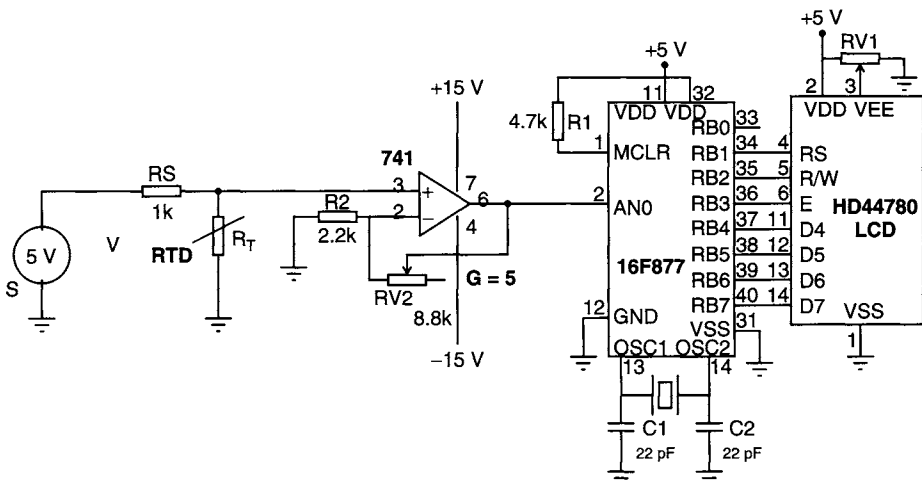 +5 V
RV1
+5 V
2
3
VDD VEE
+15 V
11
32
VDD VDD
4.7k
R1
RB0
33
1
MCLR
RB1
34
4
RS
741
RB2
35
5
R/W
RS
3
+
7
6
2
AN0
RB3
36
6
E
HD44780
LCD
1k
R2
2
−
4
RB4
37
11
D4
2.2k
RB5
38
12
D5
5 V
V
RTD
RT
16F877
RB6
39
13
D6
S
RV2
G = 5
RB7
40
14
D7
8.8k
12
GND
VSS
31
VSS
−15 V
OSC1 OSC2
1
13
14
C1
C2
22 pF
22 pF